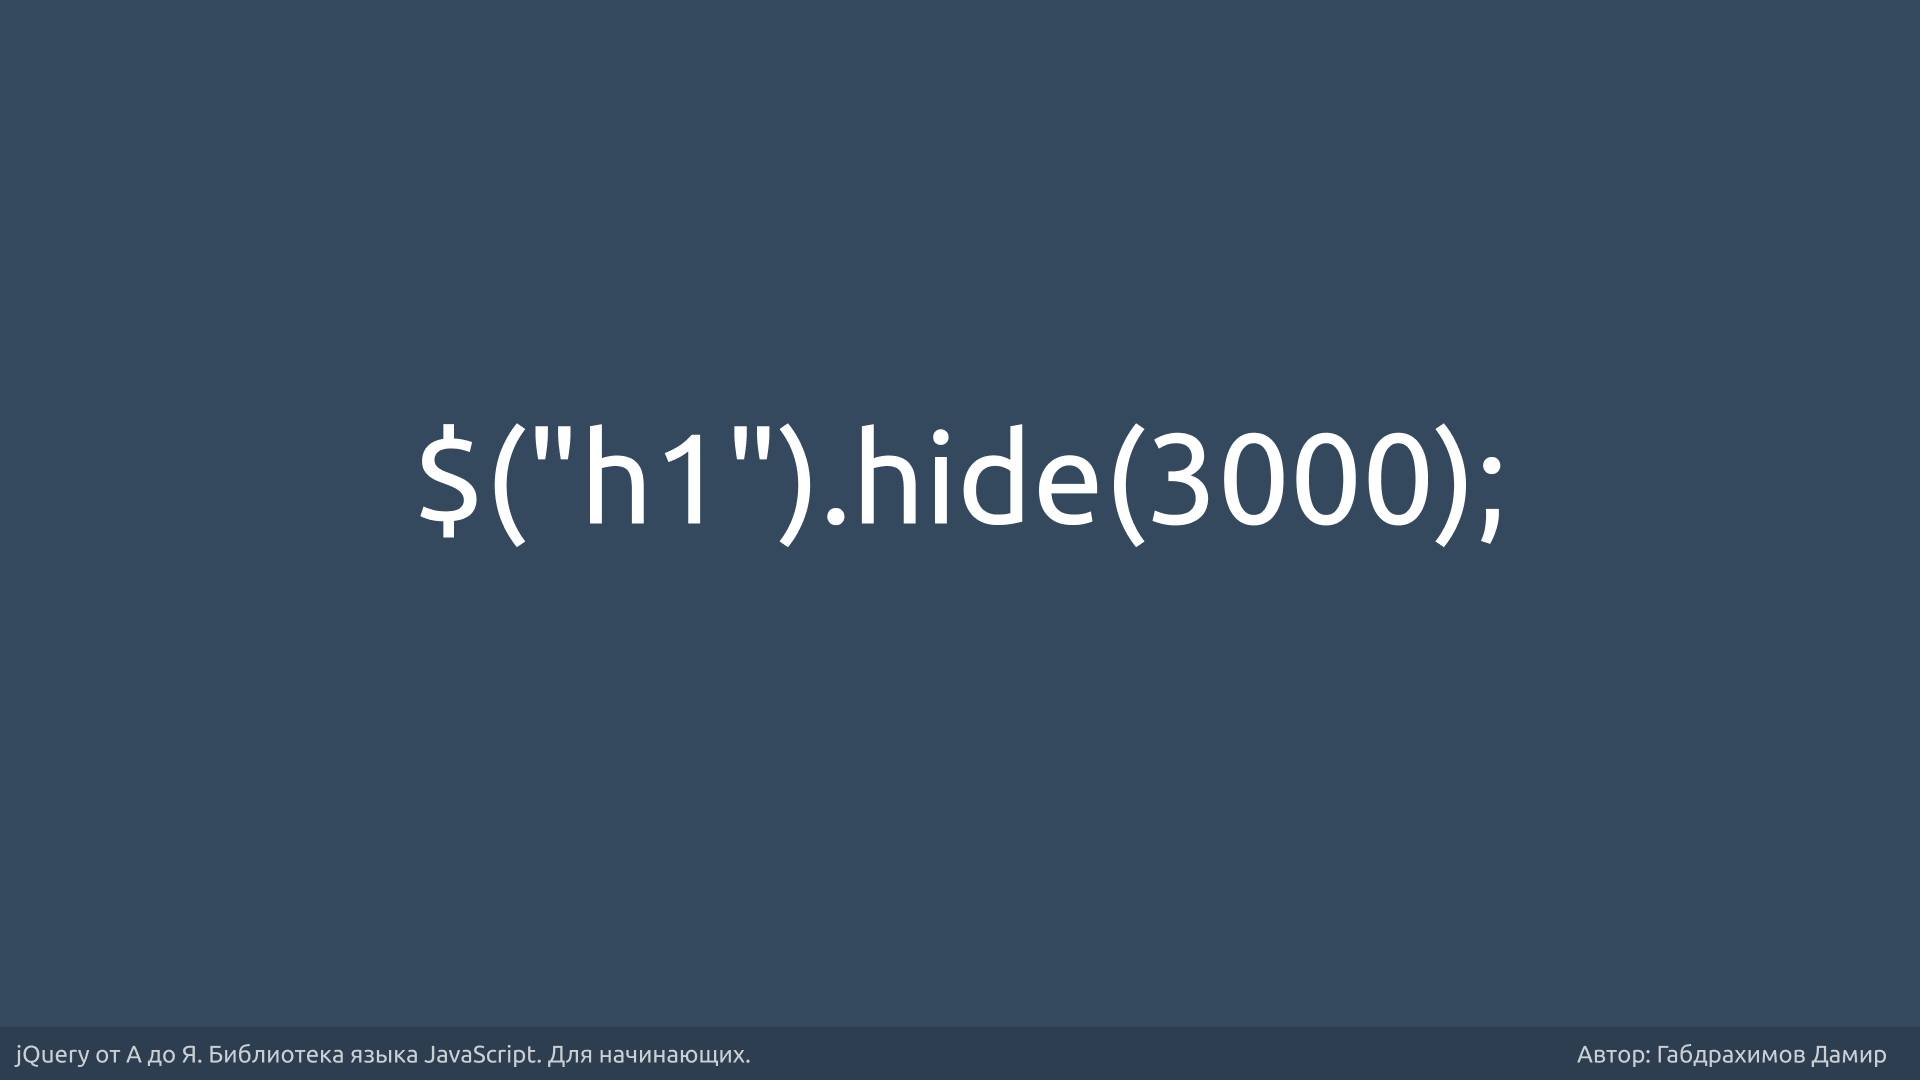 $("h1").hide(3000);
jQuery от А до Я. Библиотека языка JavaScript. Для начинающих.
Автор: Габдрахимов Дамир